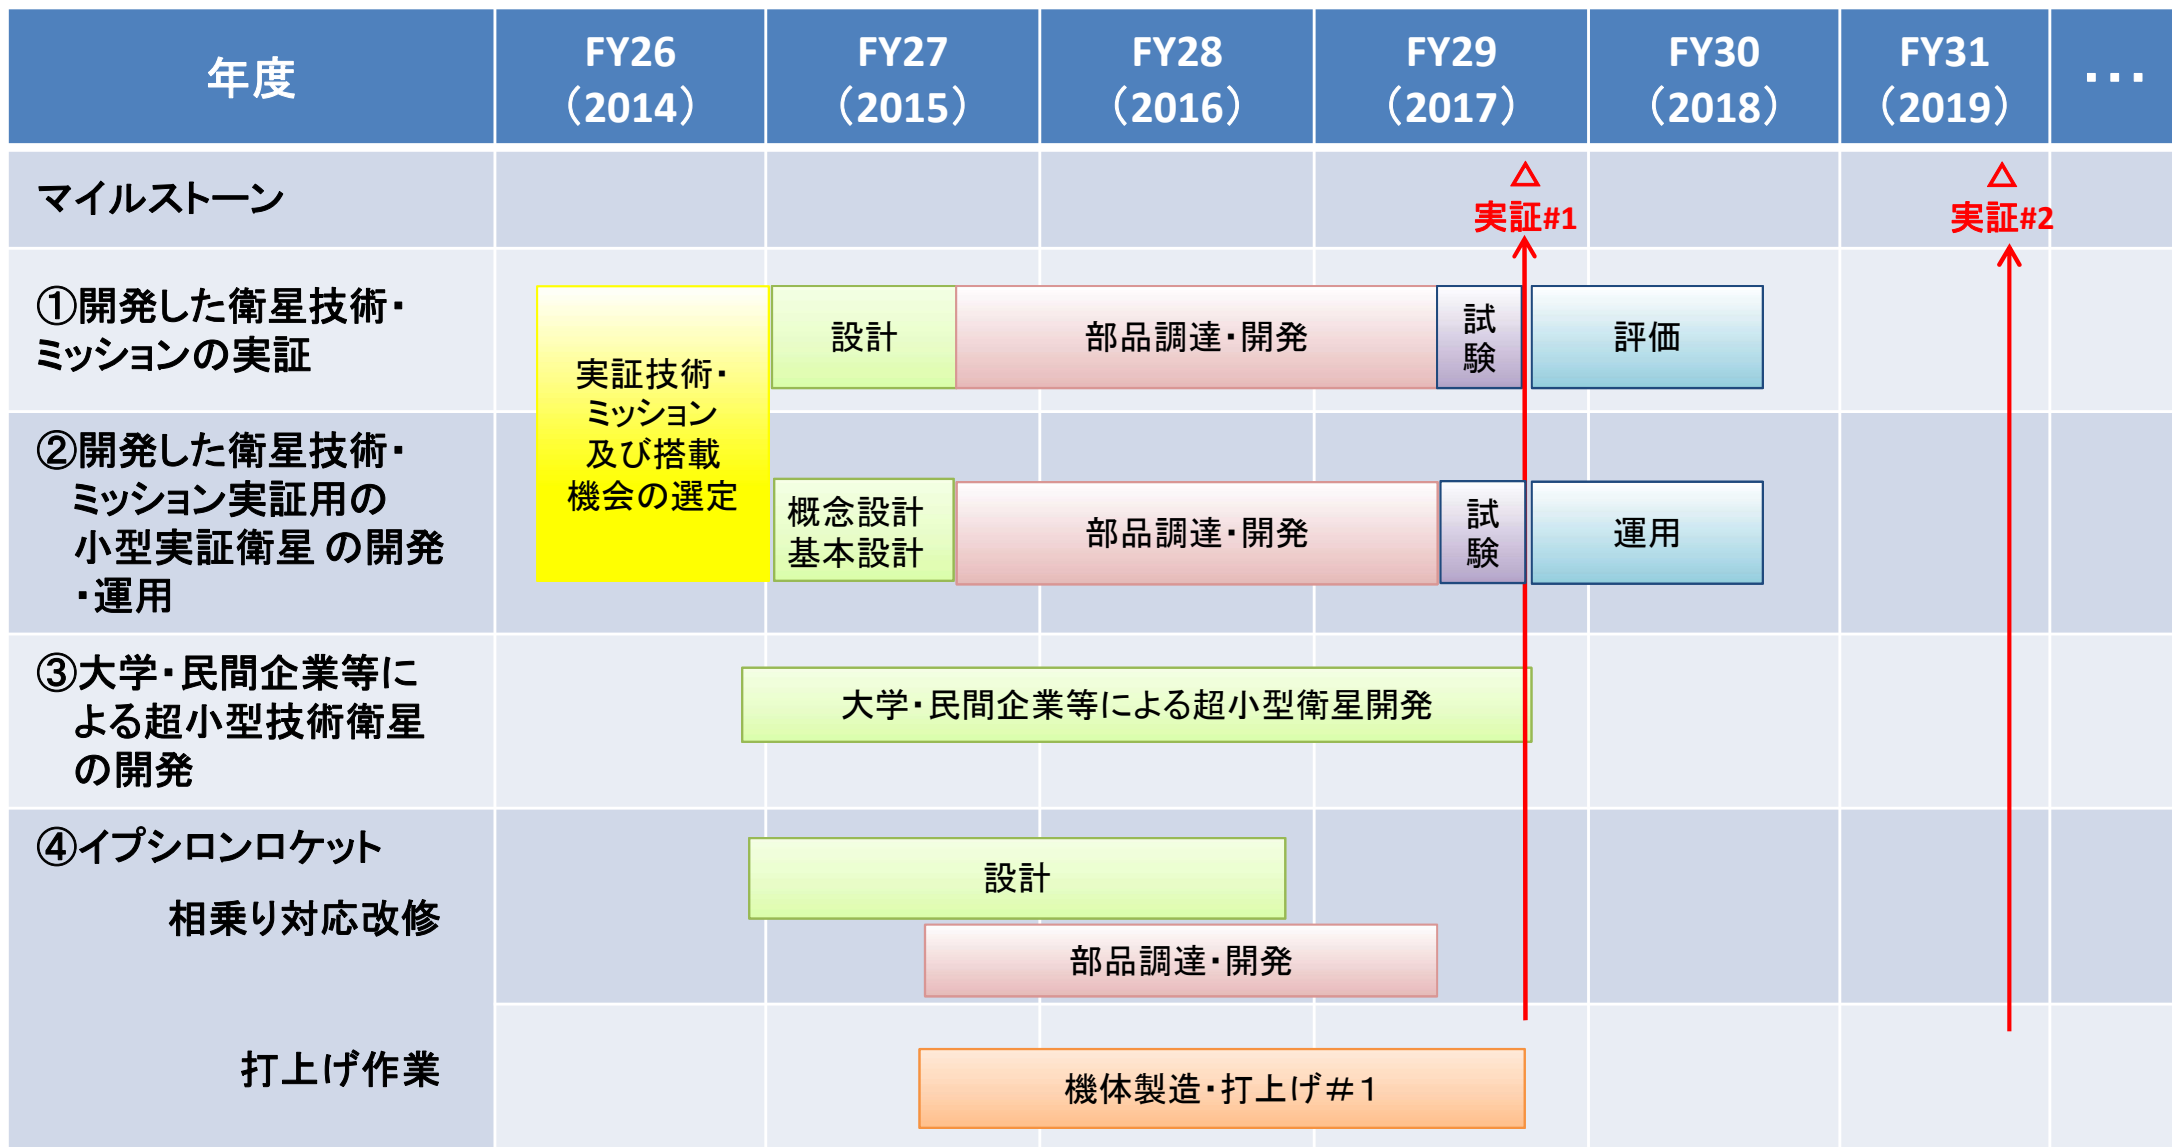 年度
FY26
（2014）
FY27
（2015）
FY28
（2016）
FY29
（2017）
FY30
（2018）
FY31
（2019）
・・・
マイルストーン
△
実証#1
△
実証#2
①開発した衛星技術・
ミッションの実証
実証技術・
ミッション
及び搭載
機会の選定
設計
部品調達・開発
試
験
評価
②開発した衛星技術・
ミッション実証用の
小型実証衛星 の開発
・運用
概念設計
基本設計
部品調達・開発
試
験
運用
③大学・民間企業等に
よる超小型技術衛星
の開発
大学・民間企業等による超小型衛星開発
④イプシロンロケット
相乗り対応改修
設計
部品調達・開発
打上げ作業
機体製造・打上げ＃１